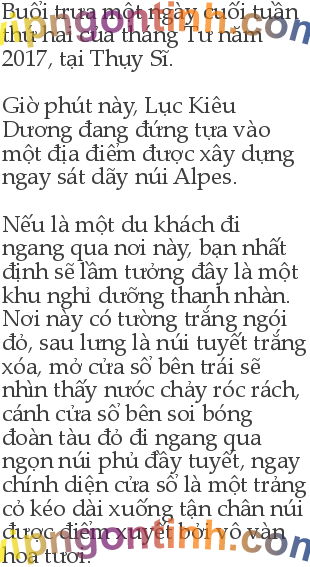 Buổi trưa một ngày cuối tuần
thứ hai của tháng Tư năm
2017, tại Thụy Sĩ.
Giờ phút này, Lục Kiêu
Dương đang đứng tựa vào
một địa điểm được xây dựng
ngay sát dãy núi Alpes.
Nếu là một du khách đi
ngang qua nơi này, bạn nhất
định sẽ lầm tưởng đây là một
khu nghỉ dưỡng thanh nhàn.
Nơi này có tường trắng ngói
đỏ, sau lưng là núi tuyết trắng
xóa, mở cửa sổ bên trái sẽ
nhìn thấy nước chảy róc rách,
cánh cửa sổ bên soi bóng
đoàn tàu đỏ đi ngang qua
ngọn núi phủ đầy tuyết, ngay
chính diện cửa sổ là một trảng
cỏ kéo dài xuống tận chân núi
được điểm xuyết bởi vô vàn
hoa tươi.
npngontinh.com
npngontinh.com